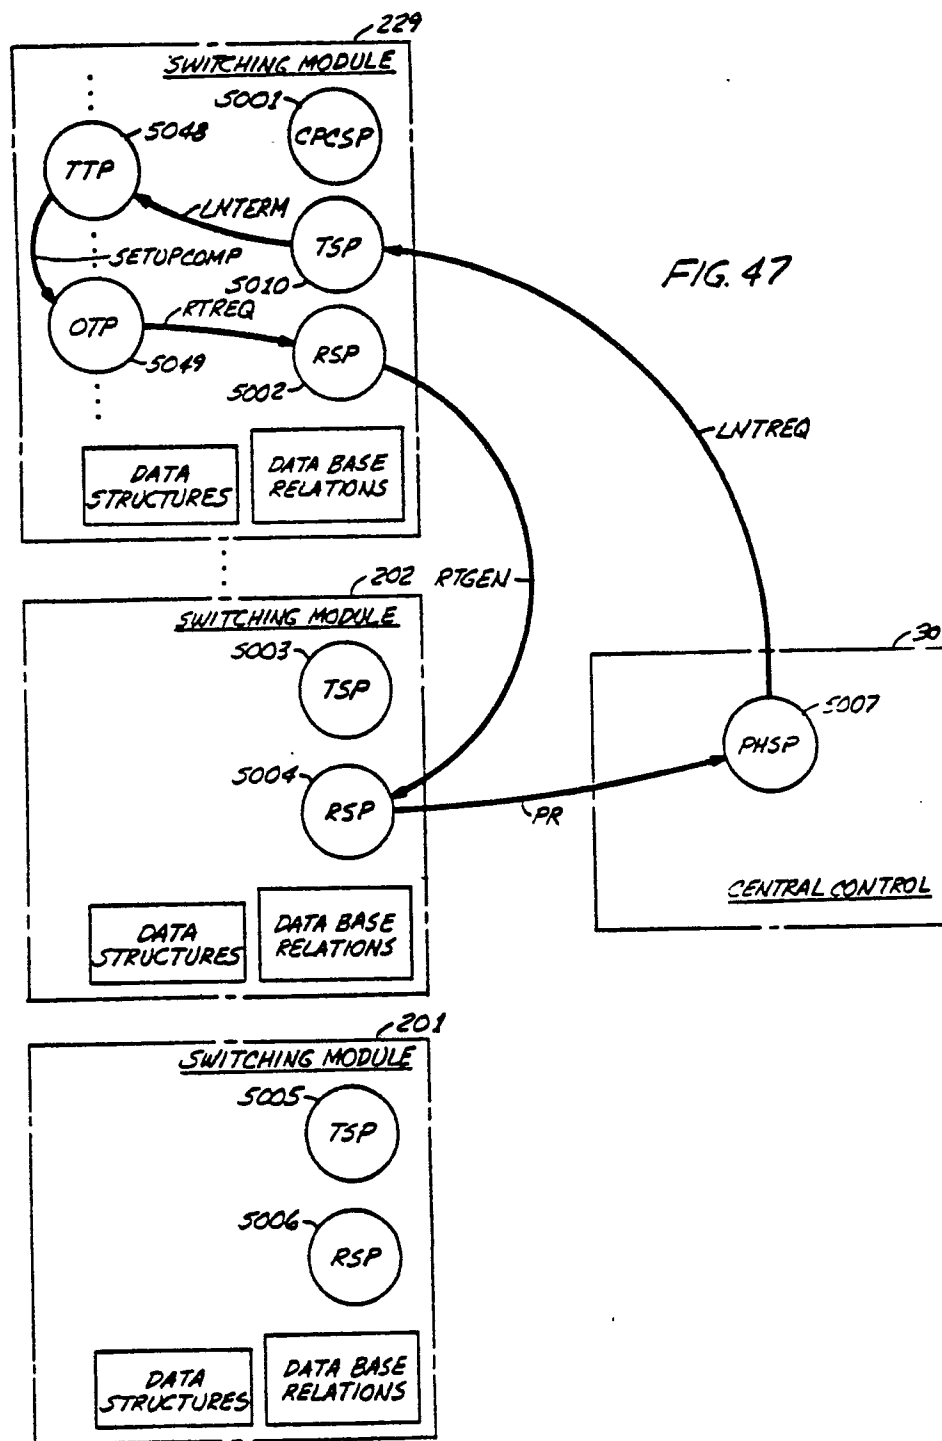 229
SWITCHING MODULE
5001
CPCSP
5048
TTP
LNTERM
TSP
SETUPCOMP
5010
FIG. 47
OTP
RTREQ
RSP
5049
5002
LNTREQ
DATA
STRUCTURES
DATA BASE
RELATIONS
RTGEN
202
SWITCHING MODULE
5003
TSP
30
5007
PHSP
5004
RSP
PR
CENTRAL CONTROL
DATA
STRUCTURES
DATA BASE
RELATIONS
201
SWITCHING MODULE
5005
TSP
5006
RSP
DATA
STRUCTURES
DATA BASE
RELATIONS